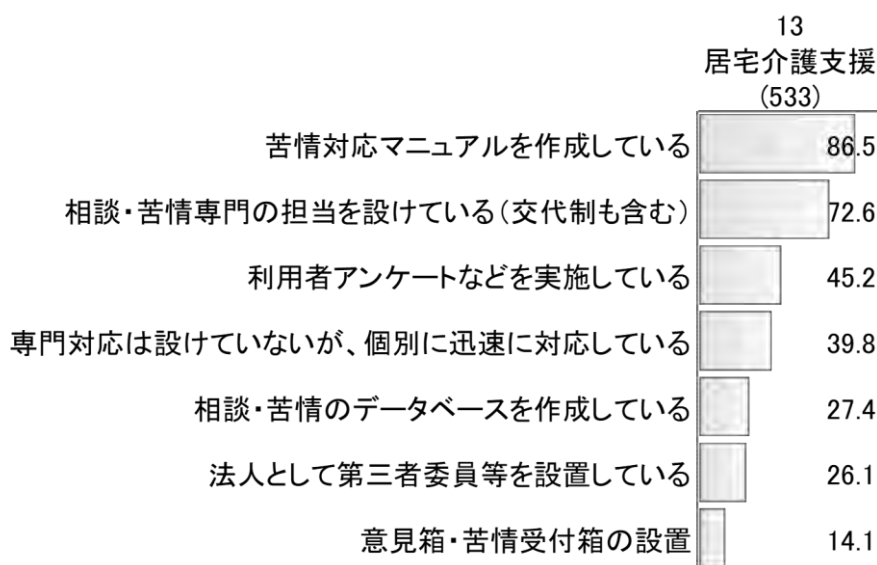 13
居宅介護支援
(533)
苦情対応マニュアルを作成している 86.5
相談・苦情専門の担当を設けている(交代制も含む) 72.6
利用者アンケートなどを実施している 45.2
専門対応は設けていないが、個別に迅速に対応している 39.8
相談・苦情のデータベースを作成している 27.4
法人として第三者委員等を設置している 26.1
意見箱・苦情受付箱の設置 14.1